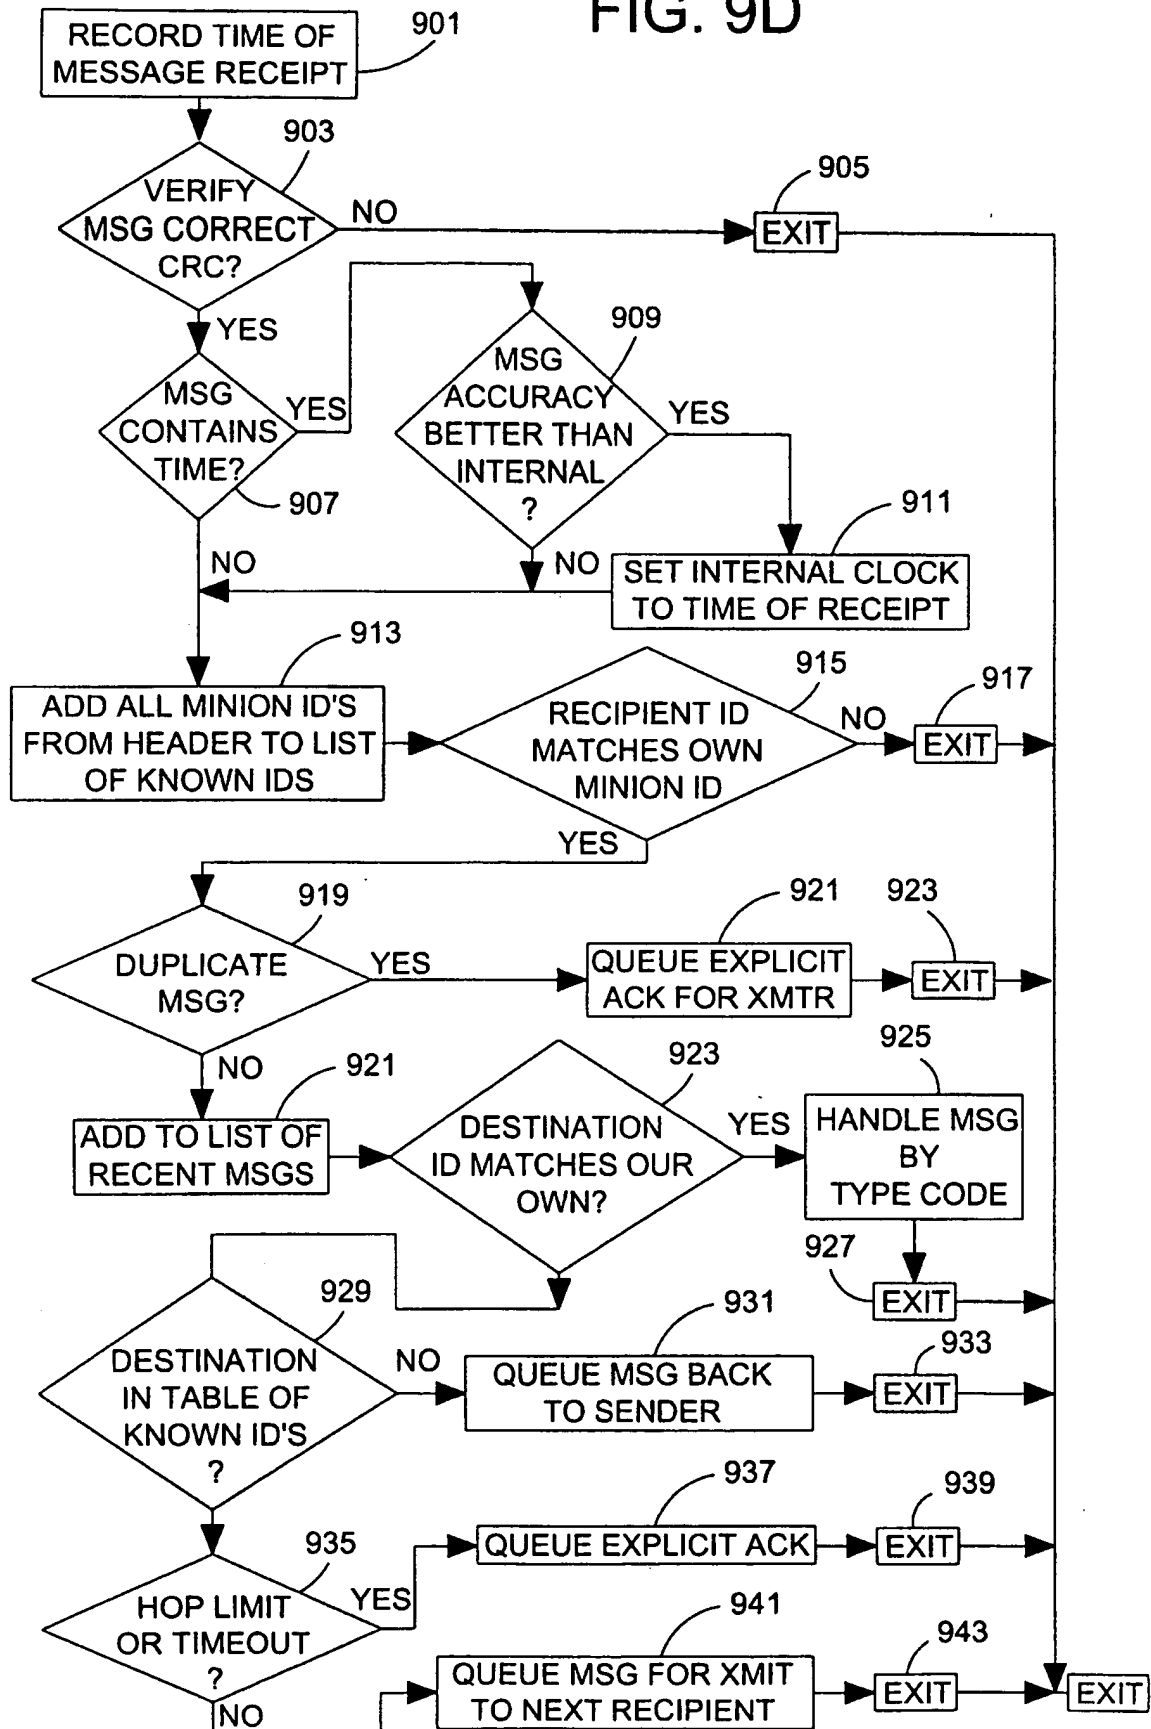 FIG. 9D
RECORD TIME OF
MESSAGE RECEIPT
901
903
VERIFY
MSG CORRECT
CRC?
NO
905
EXIT
YES
MSG
CONTAINS
TIME?
907
YES
909
MSG
ACCURACY
BETTER THAN
INTERNAL
?
YES
911
NO
NO
SET INTERNAL CLOCK
TO TIME OF RECEIPT
913
ADD ALL MINION ID'S
FROM HEADER TO LIST
OF KNOWN IDS
915
RECIPIENT ID
MATCHES OWN
MINION ID
NO
917
EXIT
YES
919
DUPLICATE
MSG?
YES
921
QUEUE EXPLICIT
ACK FOR XMTR
923
EXIT
NO
921
ADD TO LIST OF
RECENT MSGS
923
DESTINATION
ID MATCHES OUR
OWN?
YES
925
HANDLE MSG
BY
TYPE CODE
927
EXIT
929
DESTINATION
IN TABLE OF
KNOWN ID'S
?
NO
931
QUEUE MSG BACK
TO SENDER
933
EXIT
935
HOP LIMIT
OR TIMEOUT
?
YES
937
QUEUE EXPLICIT ACK
939
EXIT
NO
941
QUEUE MSG FOR XMIT
TO NEXT RECIPIENT
943
EXIT
EXIT